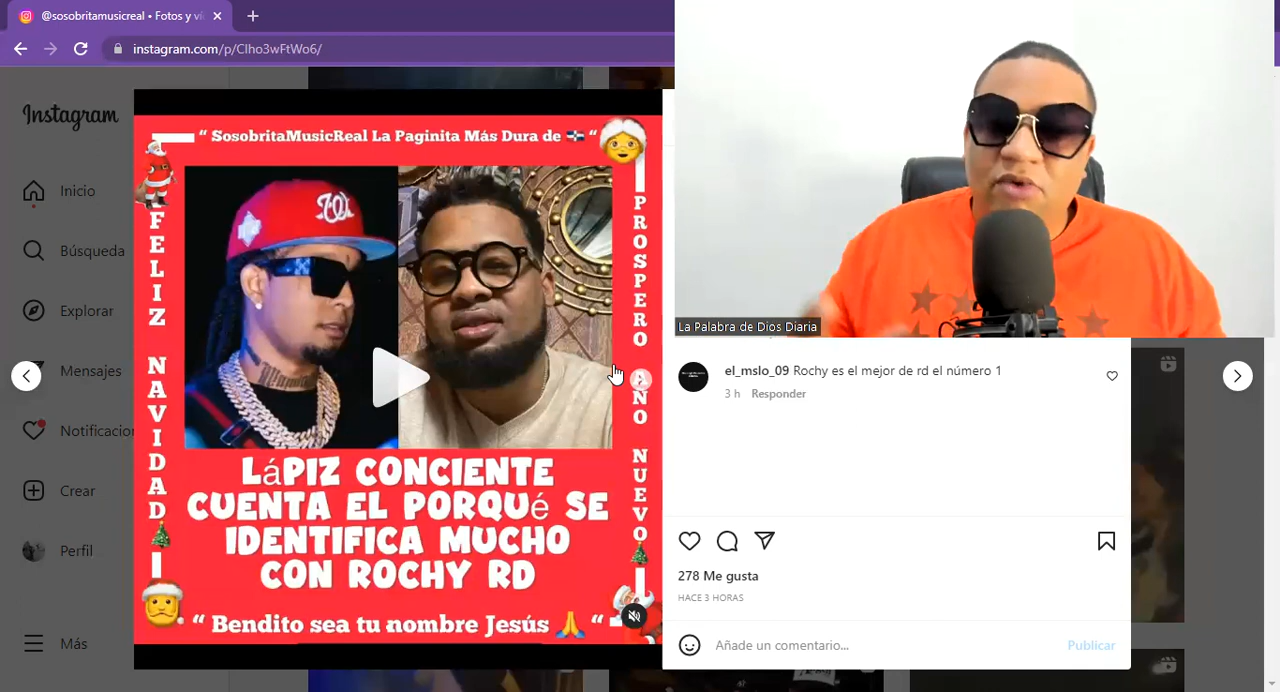 @sosobritamusicreal • Fotos y vi
instagram.com/p/Clho3wFtWo6/
Instagram
Inicio
Búsqueda
Explorar
Mensajes
Notificacion
Crear
Perfil
Más
“ SosobritaMusicReal La Paginita Más Dura de “
FELIZ NAVIDAD
PROSPERO AÑO NUEVO
LáPIZ CONCIENTE
CUENTA EL PORQUé SE
IDENTIFICA MUCHO
CON ROCHY RD
“ Bendito sea tu nombre Jesús “
La Palabra de Dios Diaria
el_mslo_09 Rochy es el mejor de rd el número 1
3 h Responder
278 Me gusta
HACE 3 HORAS
Añade un comentario...
Publicar